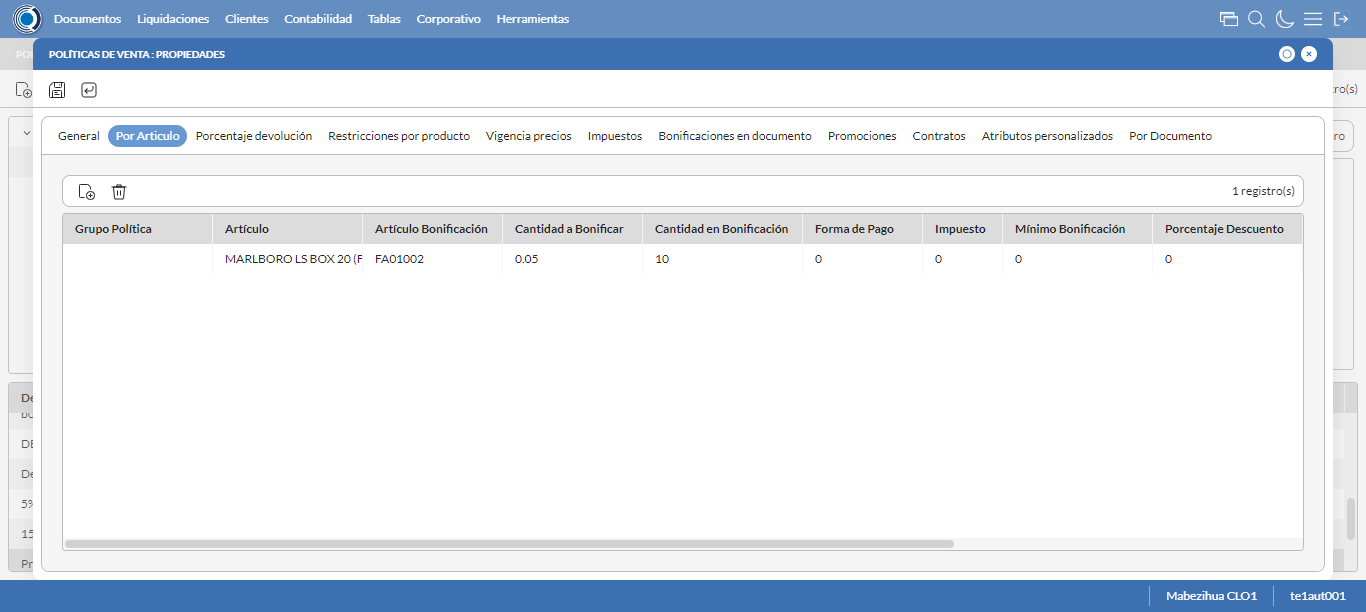 Documentos Liquidaciones Clientes Contabilidad Tablas Corporativo Herramientas
POLÍTICAS DE VENTA : PROPIEDADES
ro(s)
General Por Articulo Porcentaje devolución Restricciones por producto Vigencia precios Impuestos Bonificaciones en documento Promociones Contratos Atributos personalizados Por Documento
1 registro(s)
Grupo Política Artículo Artículo Bonificación Cantidad a Bonificar Cantidad en Bonificación Forma de Pago Impuesto Mínimo Bonificación Porcentaje Descuento
MARLBORO LS BOX 20 (F FA01002 0.05 10 0 0 0 0
De
DE
De
5%
15
Pr
Mabezihua CLO1 te1aut001